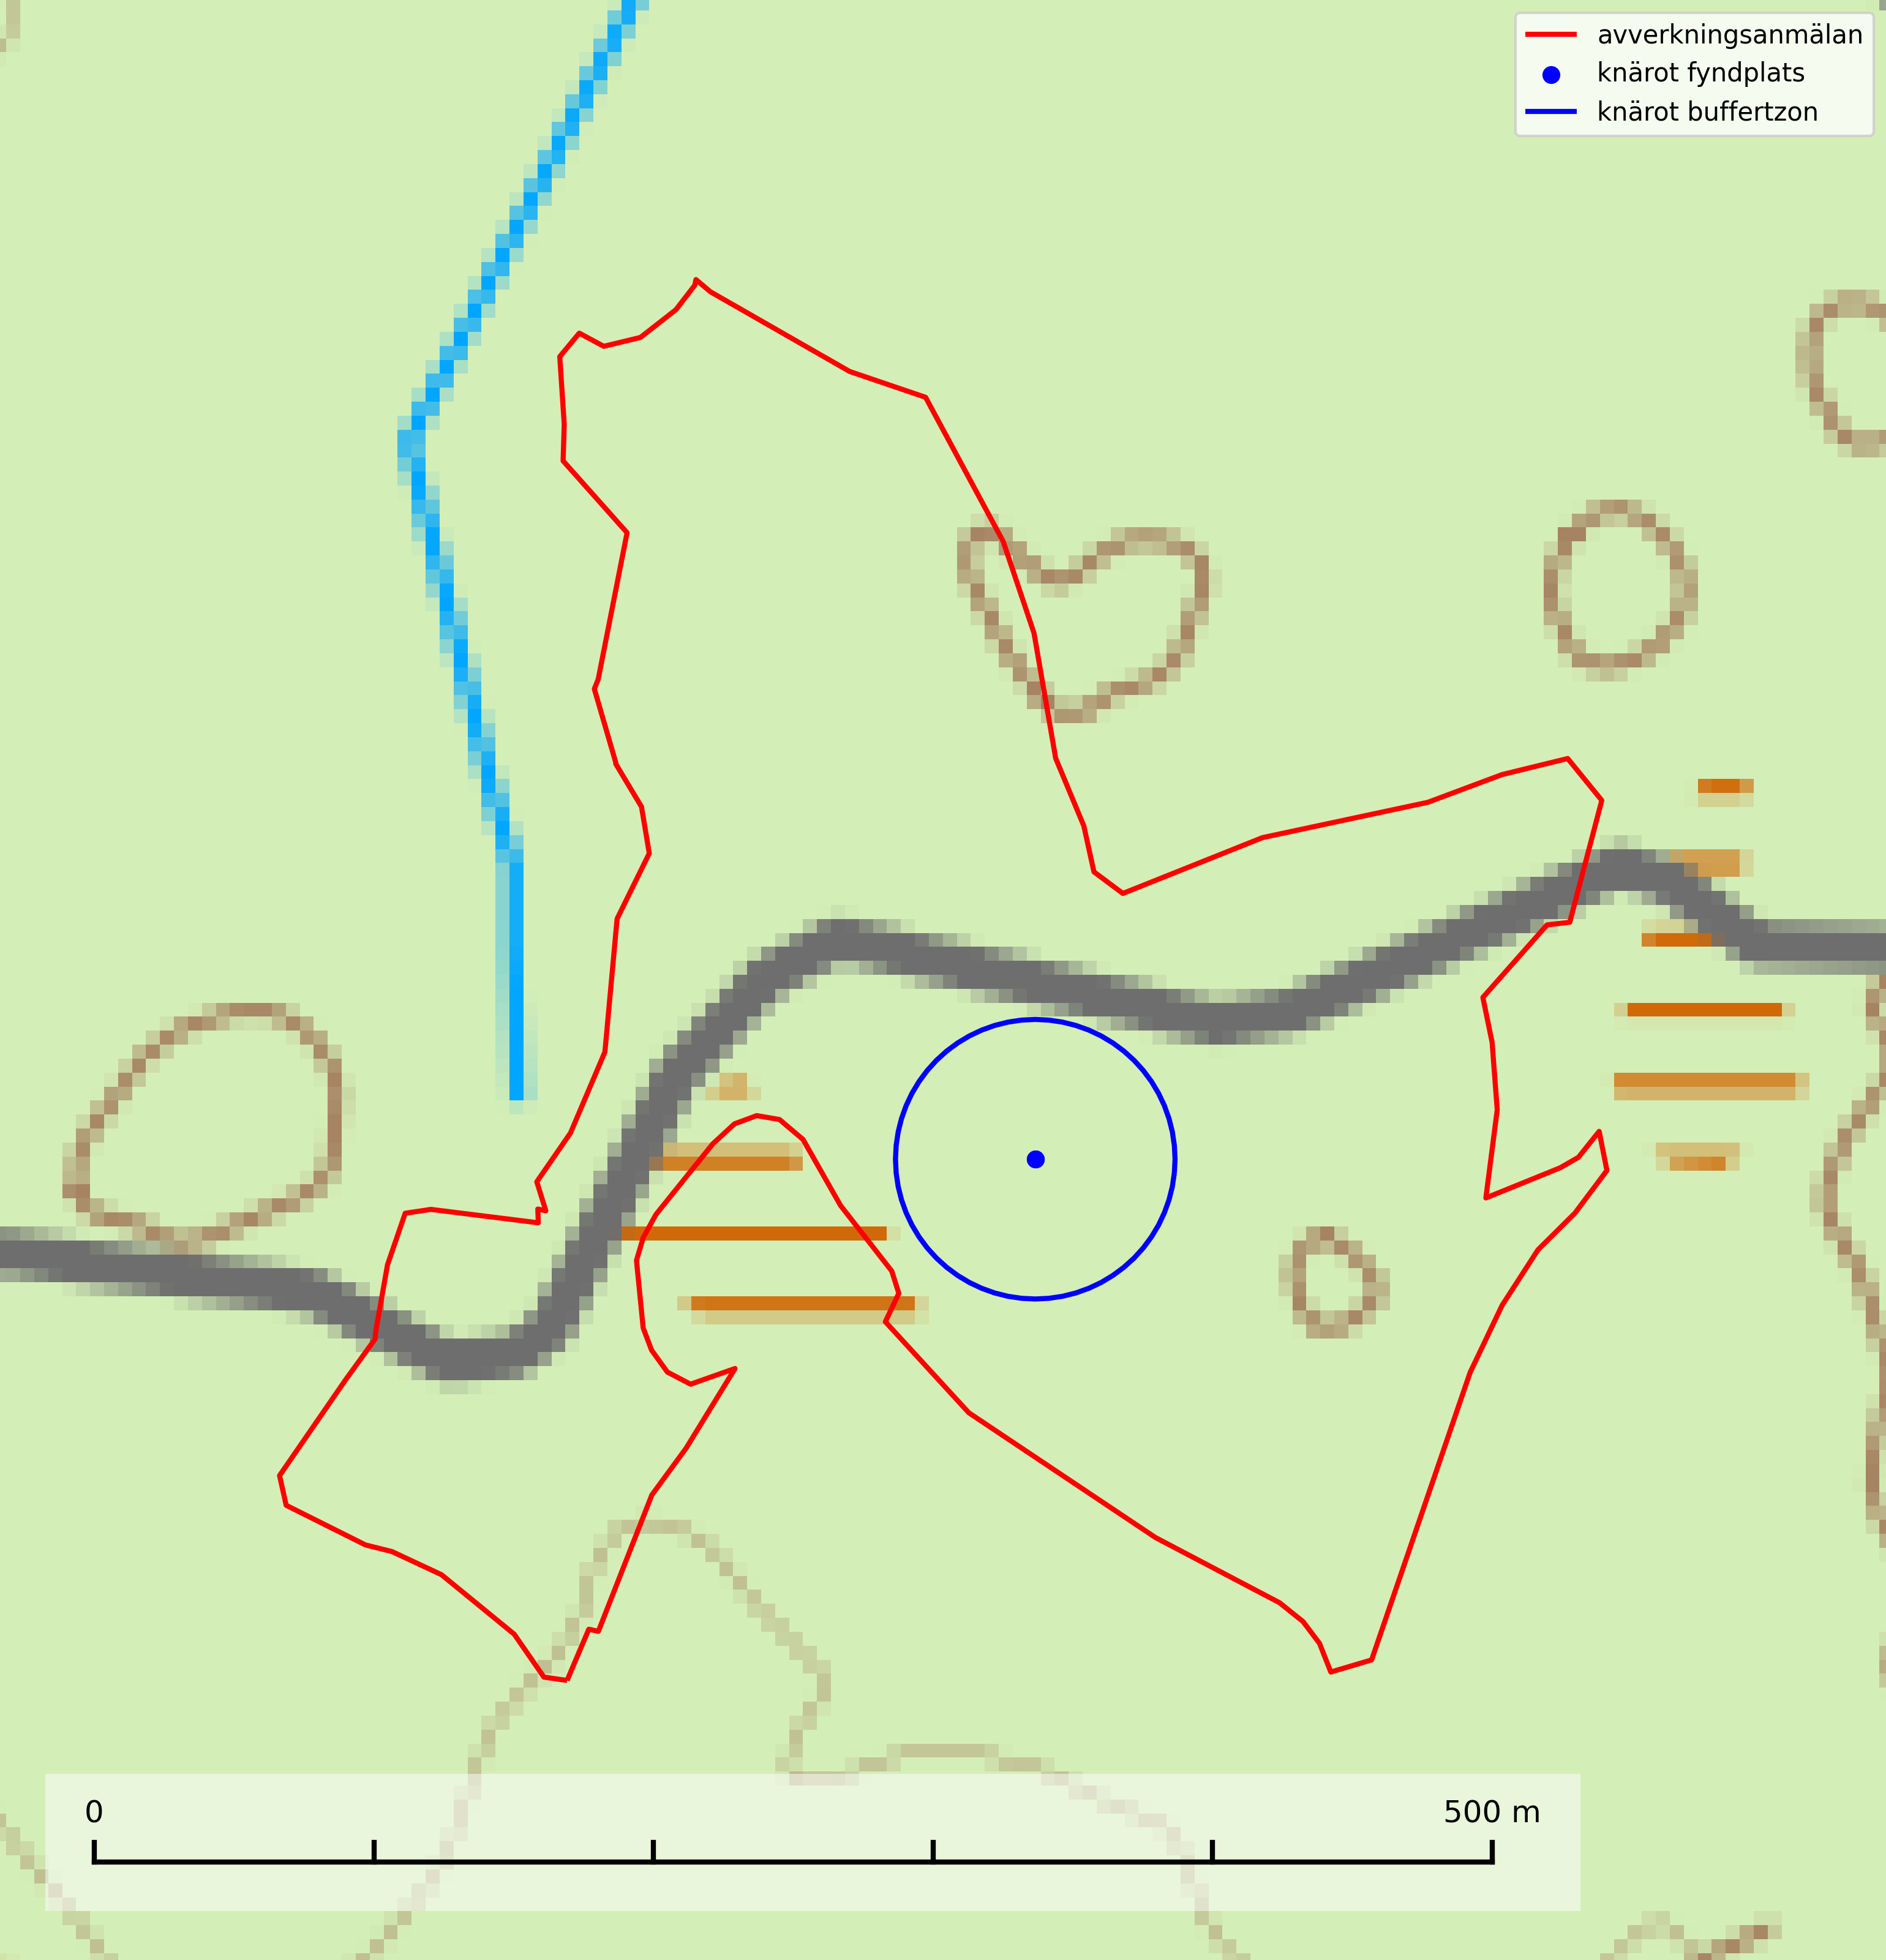 avverkningsanmälan
knärot fyndplats
knärot buffertzon
0 500 m